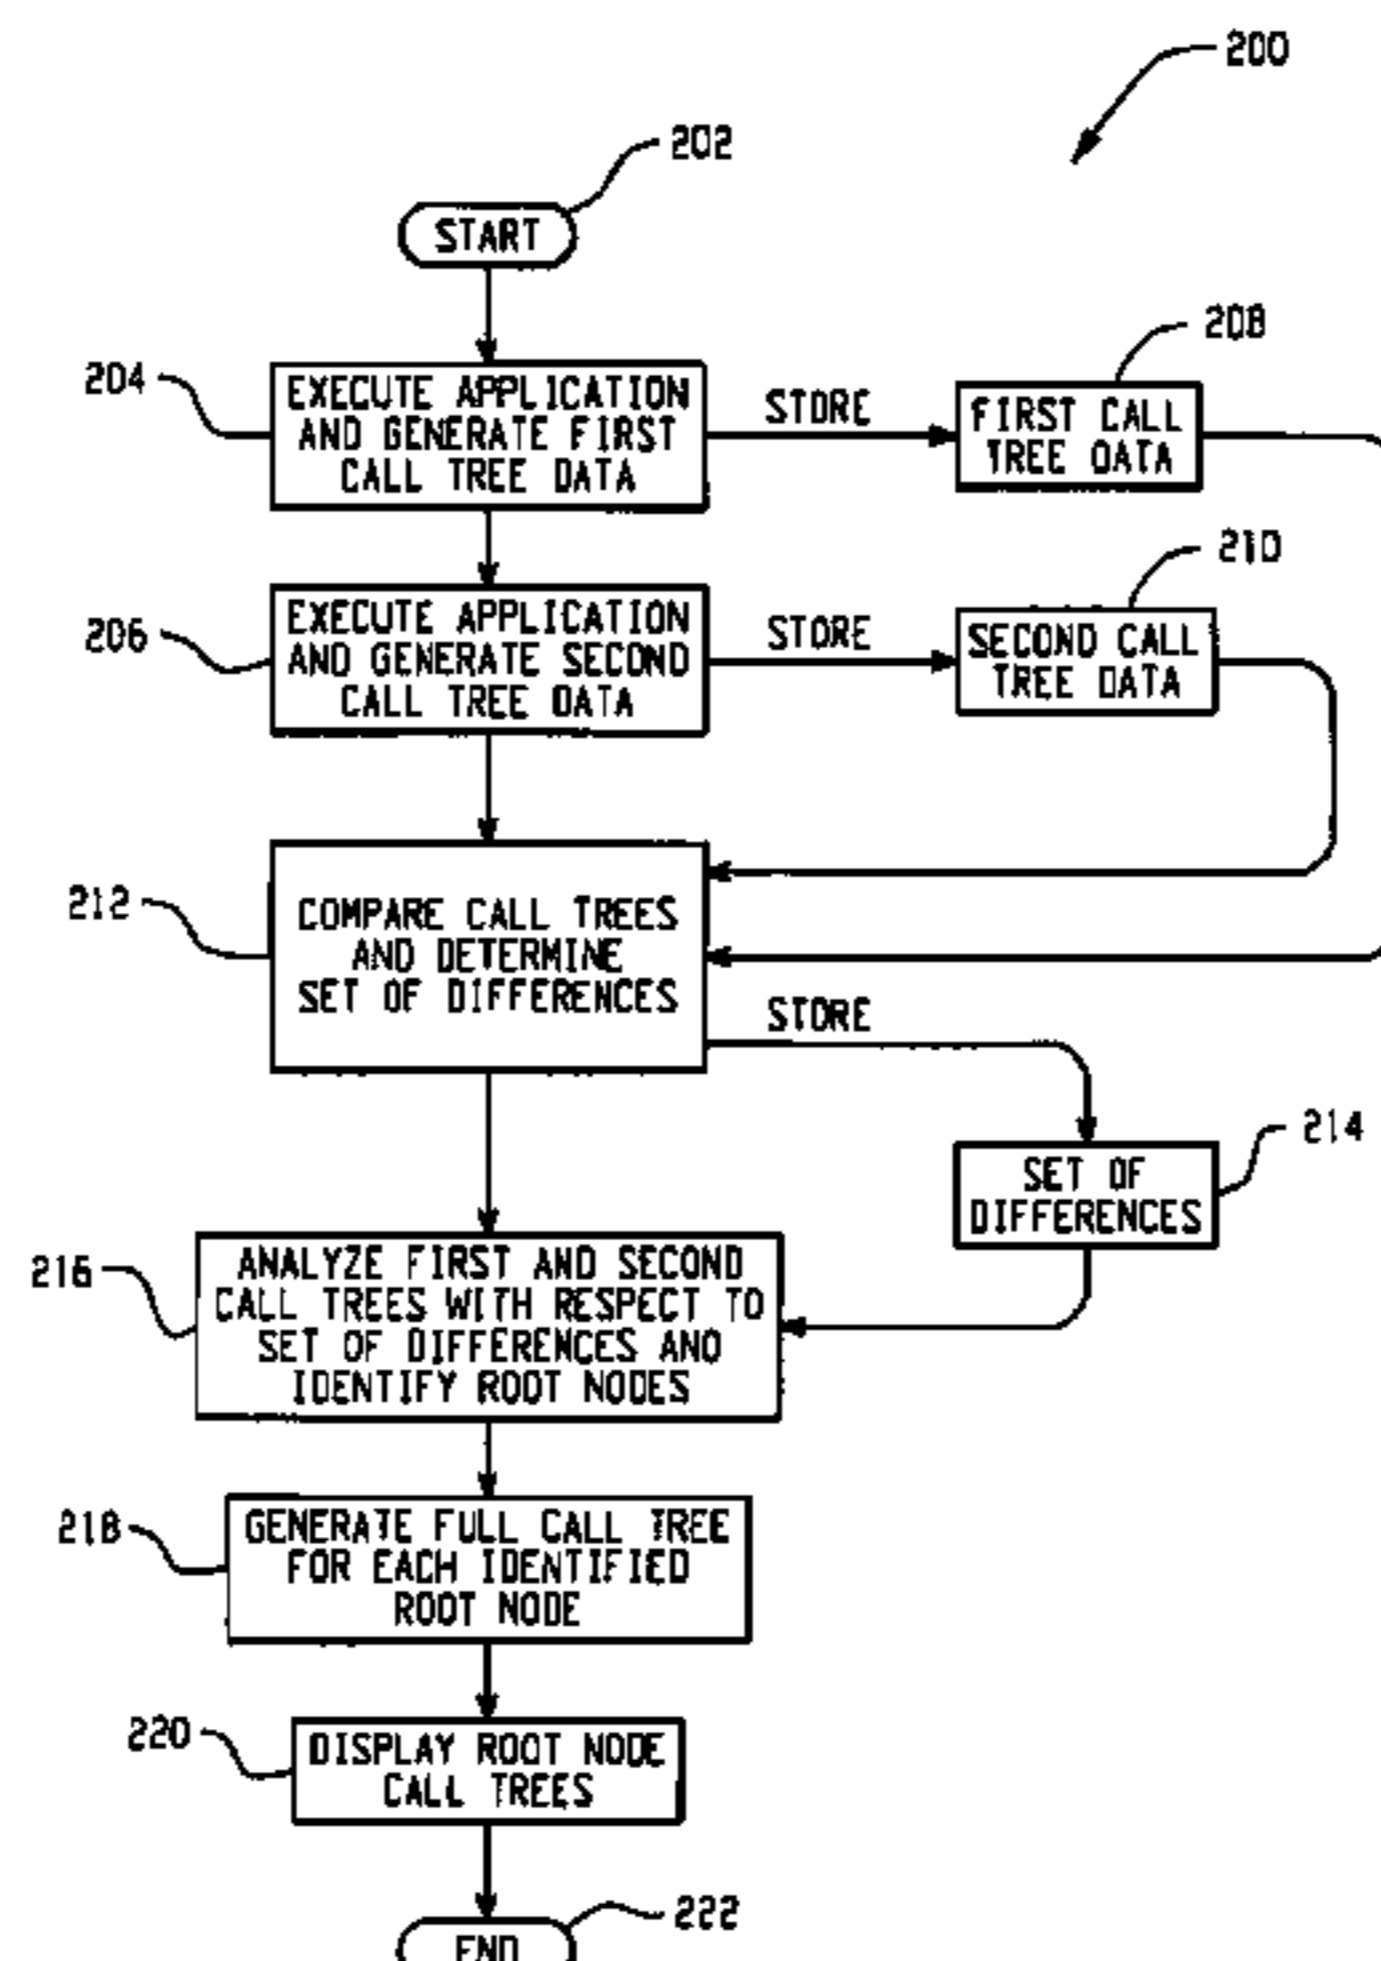 200
202
START
204
EXECUTE APPLICATION
AND GENERATE FIRST
CALL TREE DATA
STORE
208
FIRST CALL
TREE DATA
206
EXECUTE APPLICATION
AND GENERATE SECOND
CALL TREE DATA
STORE
210
SECOND CALL
TREE DATA
212
COMPARE CALL TREES
AND DETERMINE
SET OF DIFFERENCES
STORE
214
SET OF
DIFFERENCES
216
ANALYZE FIRST AND SECOND
CALL TREES WITH RESPECT TO
SET OF DIFFERENCES AND
IDENTIFY ROOT NODES
218
GENERATE FULL CALL TREE
FOR EACH IDENTIFIED
ROOT NODE
220
DISPLAY ROOT NODE
CALL TREES
222
END